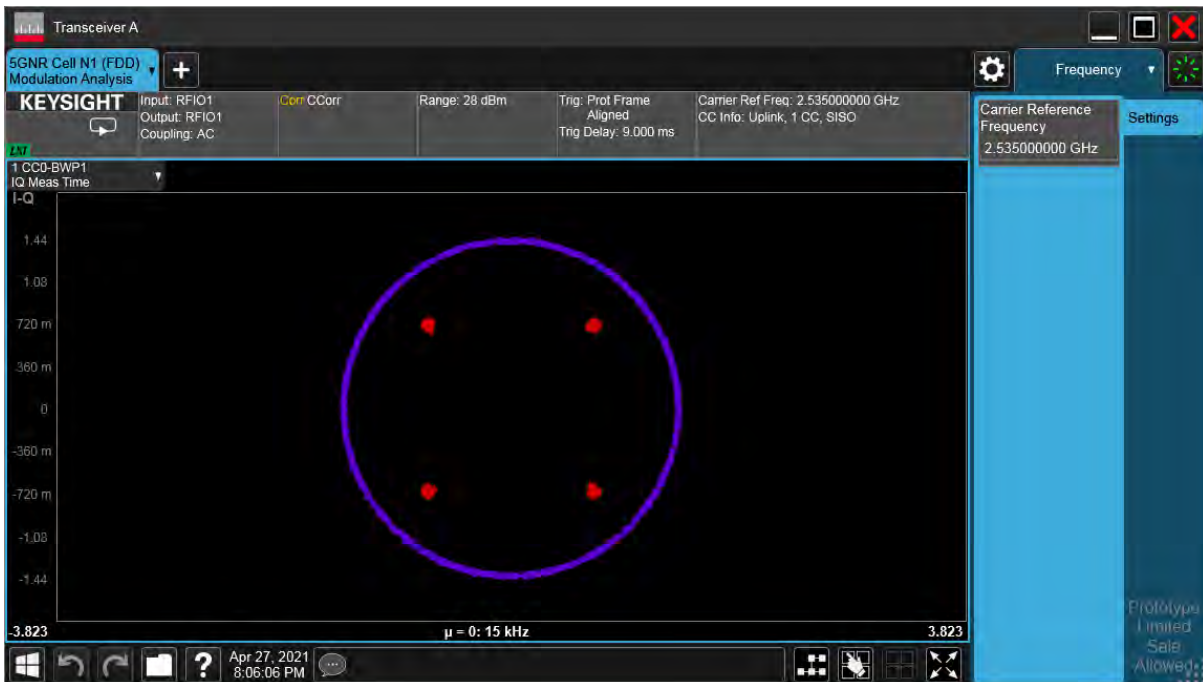 Transceiver A
5GNR Cell N1 (FDD)
Modulation Analysis
+
Frequency
KEYSIGHT
Input: RFIO1
Output: RFIO1
Coupling: AC
Corr CCorr
Range: 28 dBm
Trig: Prot Frame
Aligned
Trig Delay: 9.000 ms
Carrier Ref Freq: 2.535000000 GHz
CC Info: Uplink, 1 CC, SISO
Carrier Reference
Frequency
2.535000000 GHz
Settings
LXI
1 CC0-BWP1
IQ Meas Time
I-Q
1.44
1.08
720 m
360 m
0
-360 m
-720 m
-1.08
-1.44
-3.823
µ = 0: 15 kHz
3.823
Prototype
Limited
Sale
Allowed
?
Apr 27, 2021
8:06:06 PM